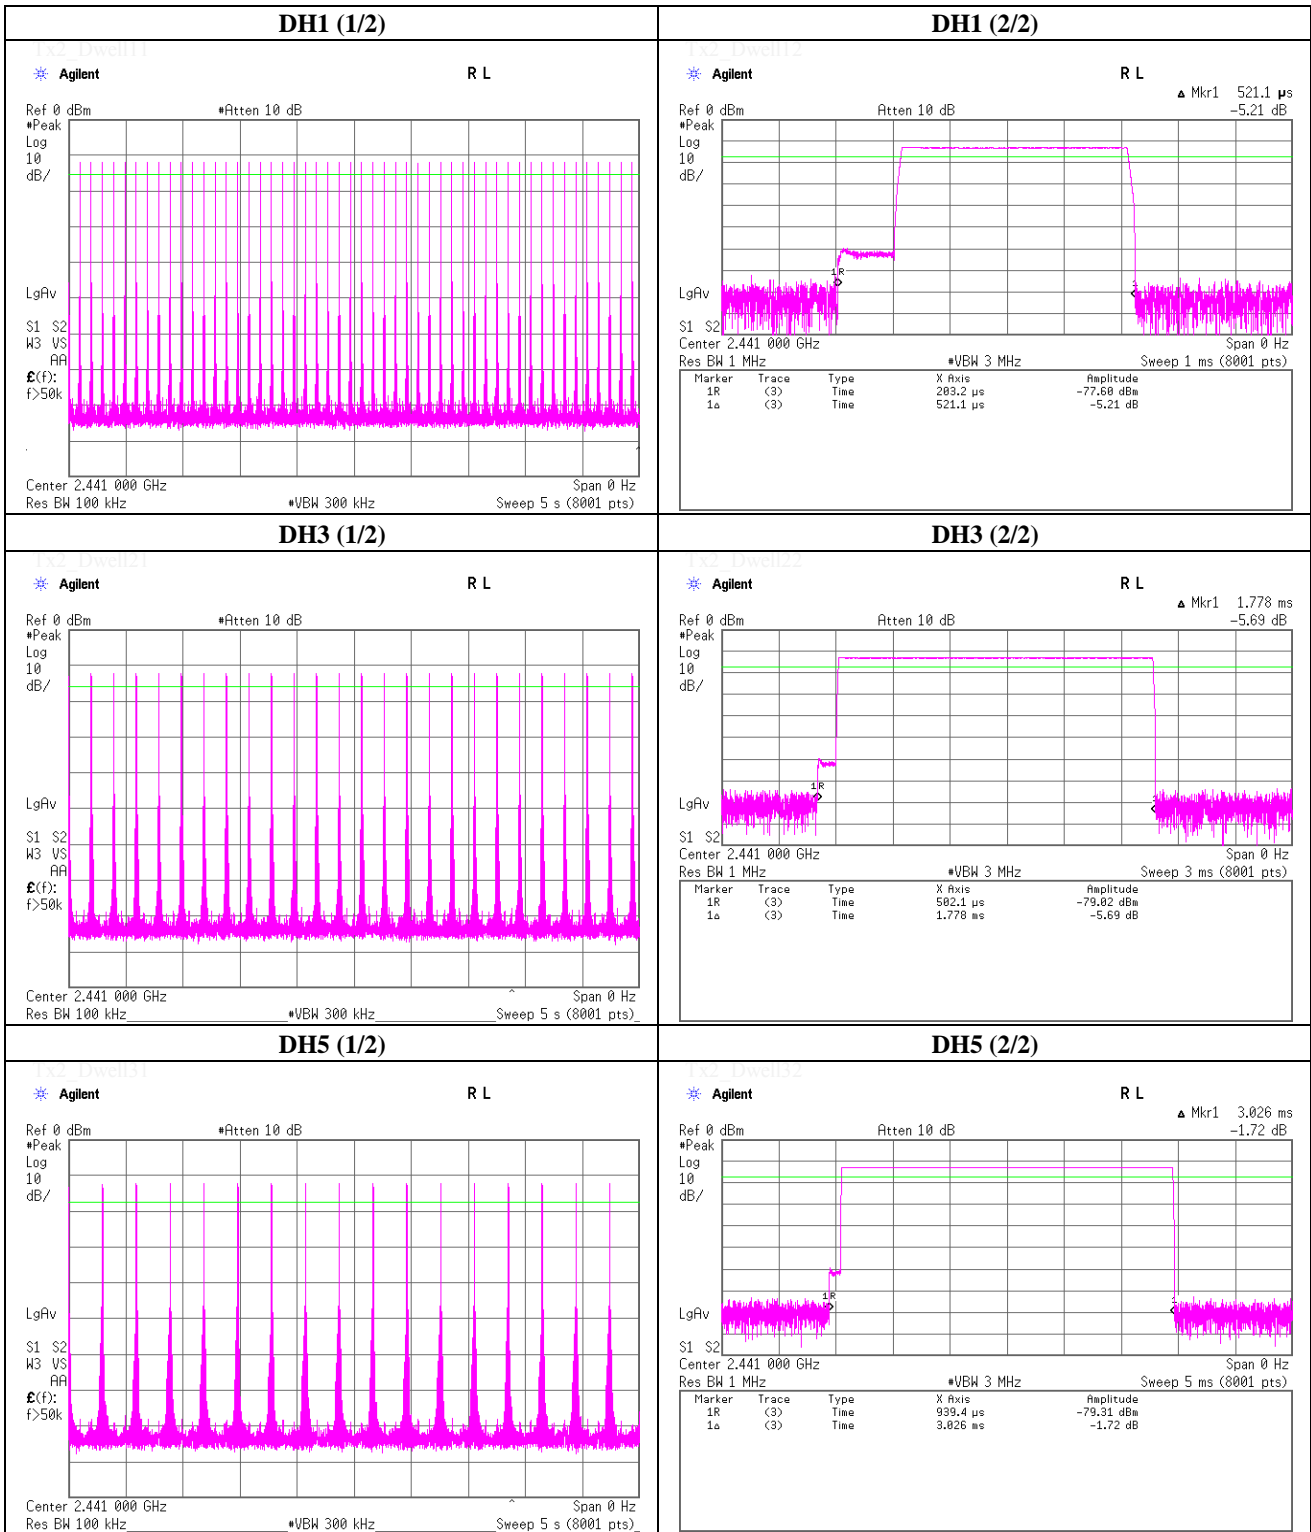 DH1 (1/2)
DH1 (2/2)
Tx2_Dwell11
Agilent
R L
Ref 0 dBm
#Atten 10 dB
#Peak
Log
10
dB/
LgAv
S1 S2
W3 VS
AA
£(f):
f>50k
Center 2.441 000 GHz
Span 0 Hz
Res BW 100 kHz
#VBW 300 kHz
Sweep 5 s (8001 pts)
Tx2_Dwell12
Agilent
R L
Δ Mkr1 521.1 µs
Ref 0 dBm
Atten 10 dB
-5.21 dB
#Peak
Log
10
dB/
1R
1
LgAv
S1 S2
Center 2.441 000 GHz
Span 0 Hz
Res BW 1 MHz
#VBW 3 MHz
Sweep 1 ms (8001 pts)
Marker Trace Type X Axis Amplitude
1R (3) Time 203.2 µs -77.60 dBm
1Δ (3) Time 521.1 µs -5.21 dB
DH3 (1/2)
DH3 (2/2)
Tx2_Dwell21
Agilent
R L
Ref 0 dBm
#Atten 10 dB
#Peak
Log
10
dB/
LgAv
S1 S2
W3 VS
AA
£(f):
f>50k
Center 2.441 000 GHz
Span 0 Hz
Res BW 100 kHz
#VBW 300 kHz
Sweep 5 s (8001 pts)
Tx2_Dwell22
Agilent
R L
Δ Mkr1 1.778 ms
Ref 0 dBm
Atten 10 dB
-5.69 dB
#Peak
Log
10
dB/
1R
1
LgAv
S1 S2
Center 2.441 000 GHz
Span 0 Hz
Res BW 1 MHz
#VBW 3 MHz
Sweep 3 ms (8001 pts)
Marker Trace Type X Axis Amplitude
1R (3) Time 502.1 µs -79.02 dBm
1Δ (3) Time 1.778 ms -5.69 dB
DH5 (1/2)
DH5 (2/2)
Tx2_Dwell31
Agilent
R L
Ref 0 dBm
#Atten 10 dB
#Peak
Log
10
dB/
LgAv
S1 S2
W3 VS
AA
£(f):
f>50k
Center 2.441 000 GHz
Span 0 Hz
Res BW 100 kHz
#VBW 300 kHz
Sweep 5 s (8001 pts)
Tx2_Dwell32
Agilent
R L
Δ Mkr1 3.026 ms
Ref 0 dBm
Atten 10 dB
-1.72 dB
#Peak
Log
10
dB/
1R
1
LgAv
S1 S2
Center 2.441 000 GHz
Span 0 Hz
Res BW 1 MHz
#VBW 3 MHz
Sweep 5 ms (8001 pts)
Marker Trace Type X Axis Amplitude
1R (3) Time 939.4 µs -79.31 dBm
1Δ (3) Time 3.026 ms -1.72 dB